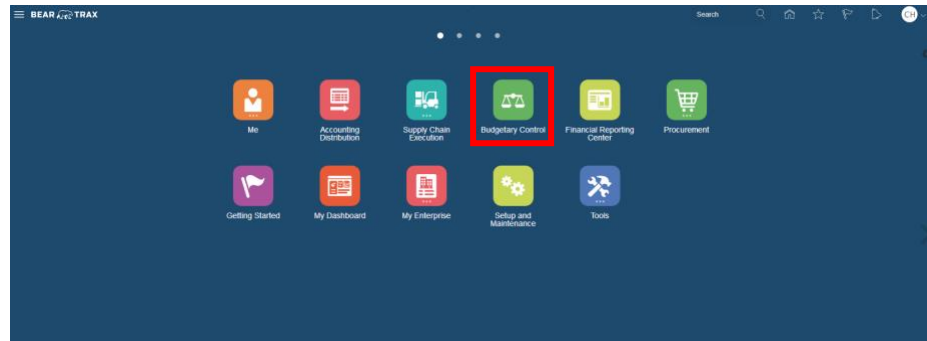 BEAR TRAX
Search
CH
Me
Accounting
Distribution
Supply Chain
Execution
Budgetary Control
Financial Reporting
Center
Procurement
Getting Started
My Dashboard
My Enterprise
Setup and
Maintenance
Tools